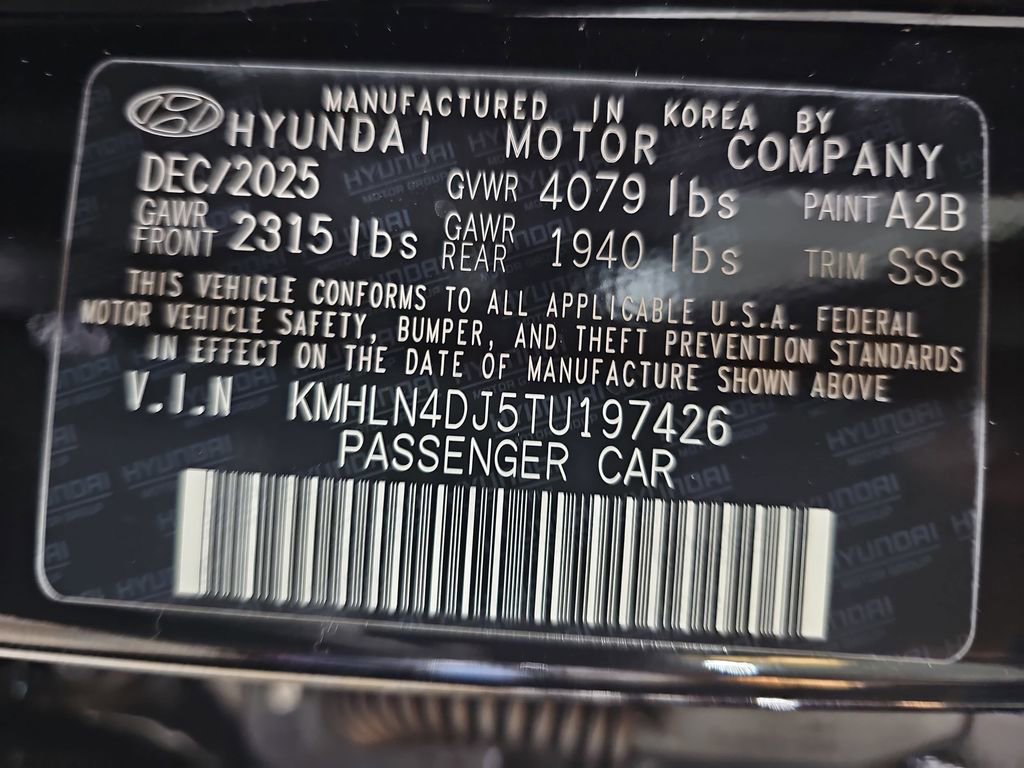 MANUFACTURED IN KOREA BY
HYUNDAI MOTOR COMPANY
DEC/2025 GVWR 4079 lbs PAINT A2B
GAWR FRONT 2315 lbs GAWR REAR 1940 lbs TRIM SSS
THIS VEHICLE CONFORMS TO ALL APPLICABLE U.S.A. FEDERAL
MOTOR VEHICLE SAFETY, BUMPER, AND THEFT PREVENTION STANDARDS
IN EFFECT ON THE DATE OF MANUFACTURE SHOWN ABOVE
V.I.N KMHLN4DJ5TU197426
PASSENGER CAR